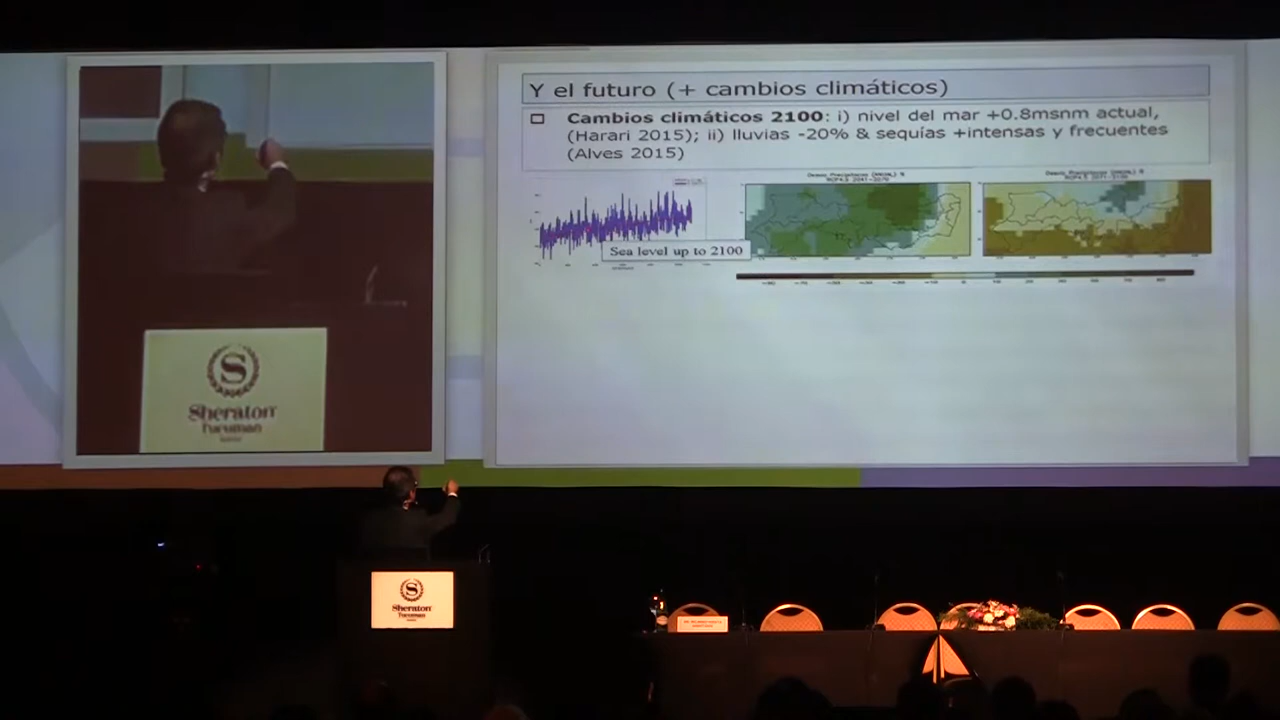 Y el futuro (+ cambios climáticos)
Cambios climáticos 2100: i) nivel del mar +0.8msnm actual,
(Harari 2015); ii) lluvias -20% & sequías +intensas y frecuentes
(Alves 2015)
Sea level up to 2100
S
Sheraton
Tucuman
S
Sheraton
Tucuman